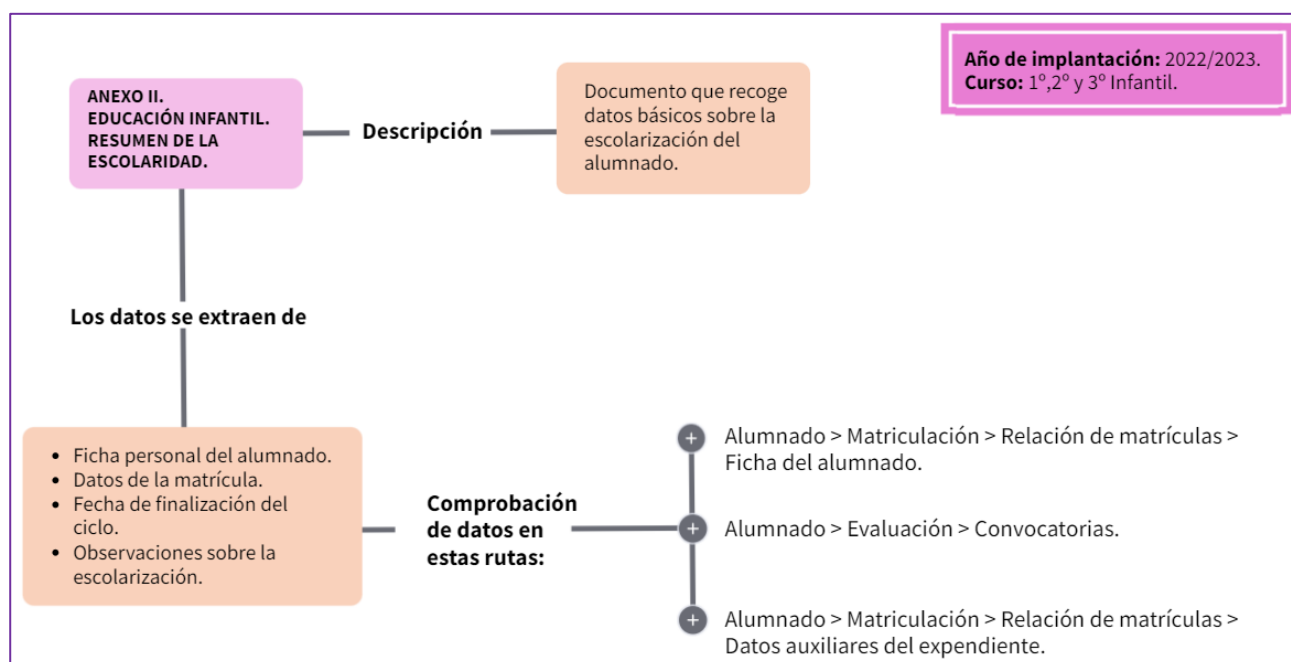 Año de implantación: 2022/2023.
Curso: 1º,2º y 3º Infantil.
ANEXO II.
EDUCACIÓN INFANTIL.
RESUMEN DE LA
ESCOLARIDAD.
Descripción
Documento que recoge
datos básicos sobre la
escolarización del
alumnado.
Los datos se extraen de
• Ficha personal del alumnado.
• Datos de la matrícula.
• Fecha de finalización del
ciclo.
• Observaciones sobre la
escolarización.
Comprobación
de datos en
estas rutas:
Alumnado > Matriculación > Relación de matrículas >
Ficha del alumnado.
Alumnado > Evaluación > Convocatorias.
Alumnado > Matriculación > Relación de matrículas >
Datos auxiliares del expendiente.